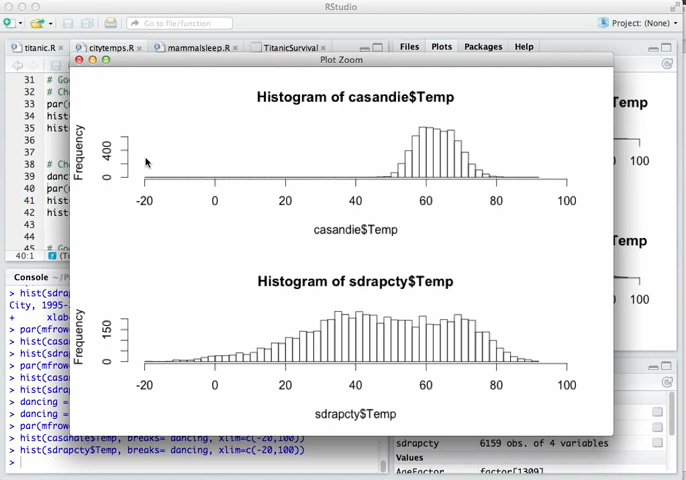 RStudio
Go to file/function
Project: (None)
titanic.R
citytemps.R
mammalsleep.R
TitanicSurvival
Files
Plots
Packages
Help
Plot Zoom
31
# Go
32
# Che
33
par(m
34
hist
35
hist
36
37
38
# Ch
39
danc
40
par(m
41
hist
42
hist
43
44
45
# Go
40:1
Console
Histogram of casandie$Temp
Frequency
0
400
-20
0
20
40
60
80
100
casandie$Temp
Histogram of sdrapcty$Temp
Frequency
0
150
-20
0
20
40
60
80
100
sdrapcty$Temp
Temp
100
Temp
100
> hist(sdrap
City, 1995-
+ xlab
> par(mfrow
> hist(casa
> hist(sdra
> par(mfrow
> hist(casa
> hist(sdra
> dancing =
> dancing =
> par(mfrow
> hist(casandie$Temp, breaks= dancing, xlim=c(-20,100))
> hist(sdrapcty$Temp, breaks= dancing, xlim=c(-20,100))
>
sdrapcty
6159 obs. of 4 variables
Values
AgeFactor
factor[1309]